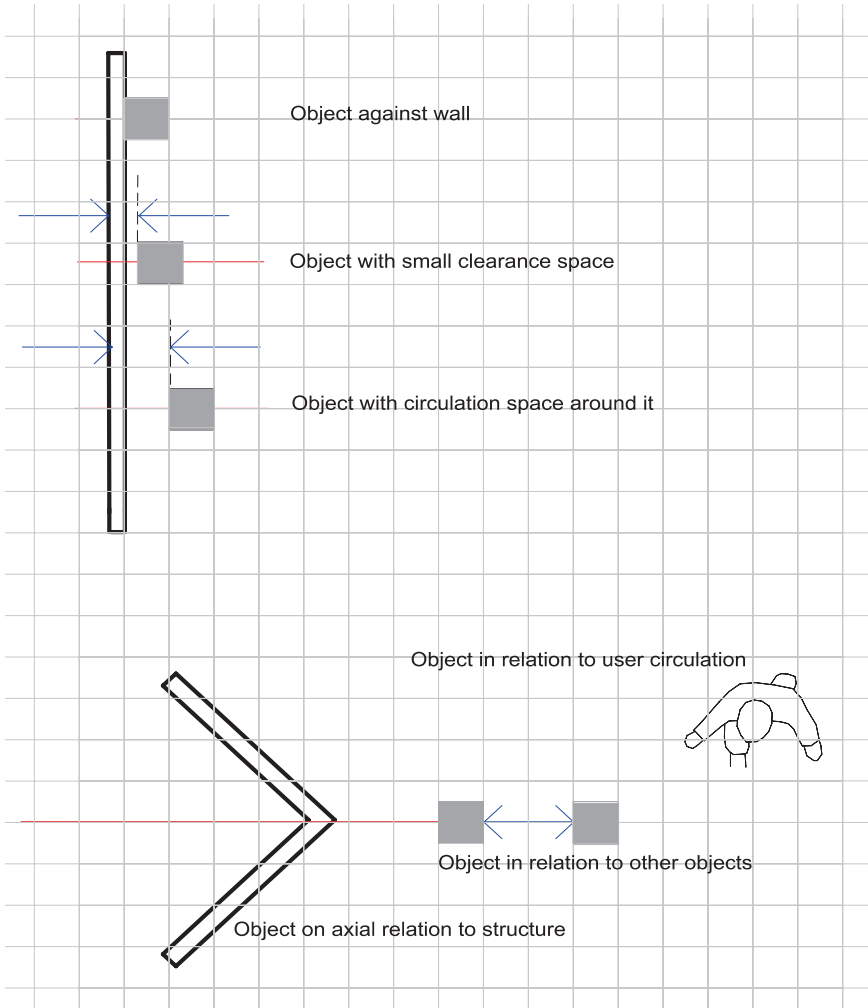 Object against wall
Object with small clearance space
Object with circulation space around it
Object in relation to user circulation
Object in relation to other objects
Object on axial relation to structure